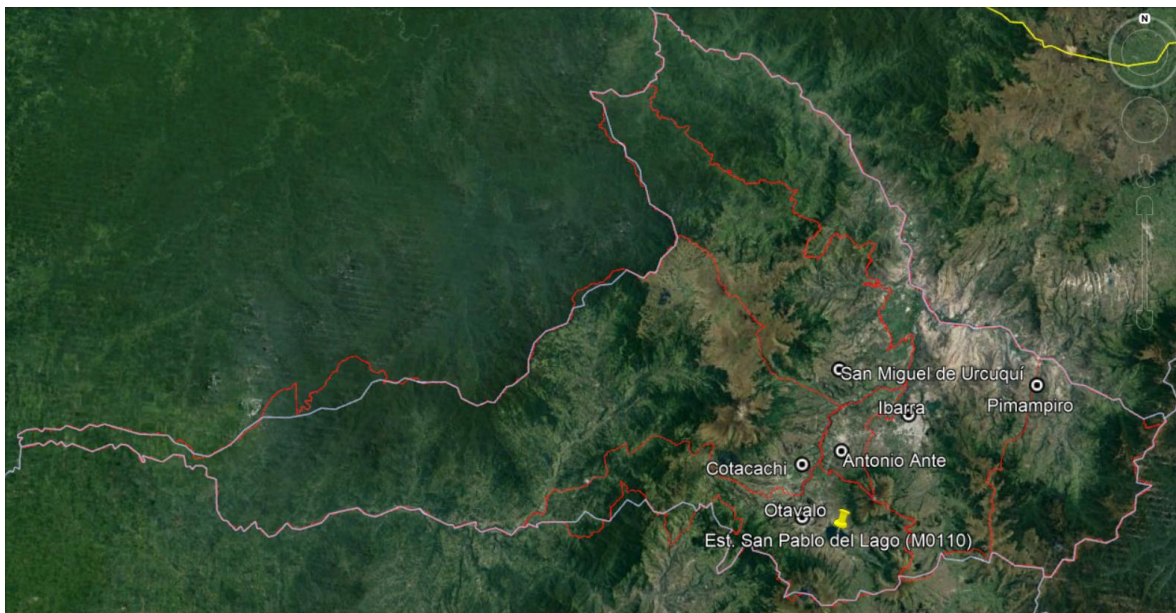 N
San Miguel de Urcuquí
Ibarra
Pimampiro
Antonio Ante
Cotacachi
Otavalo
Est. San Pablo del Lago (M0110)